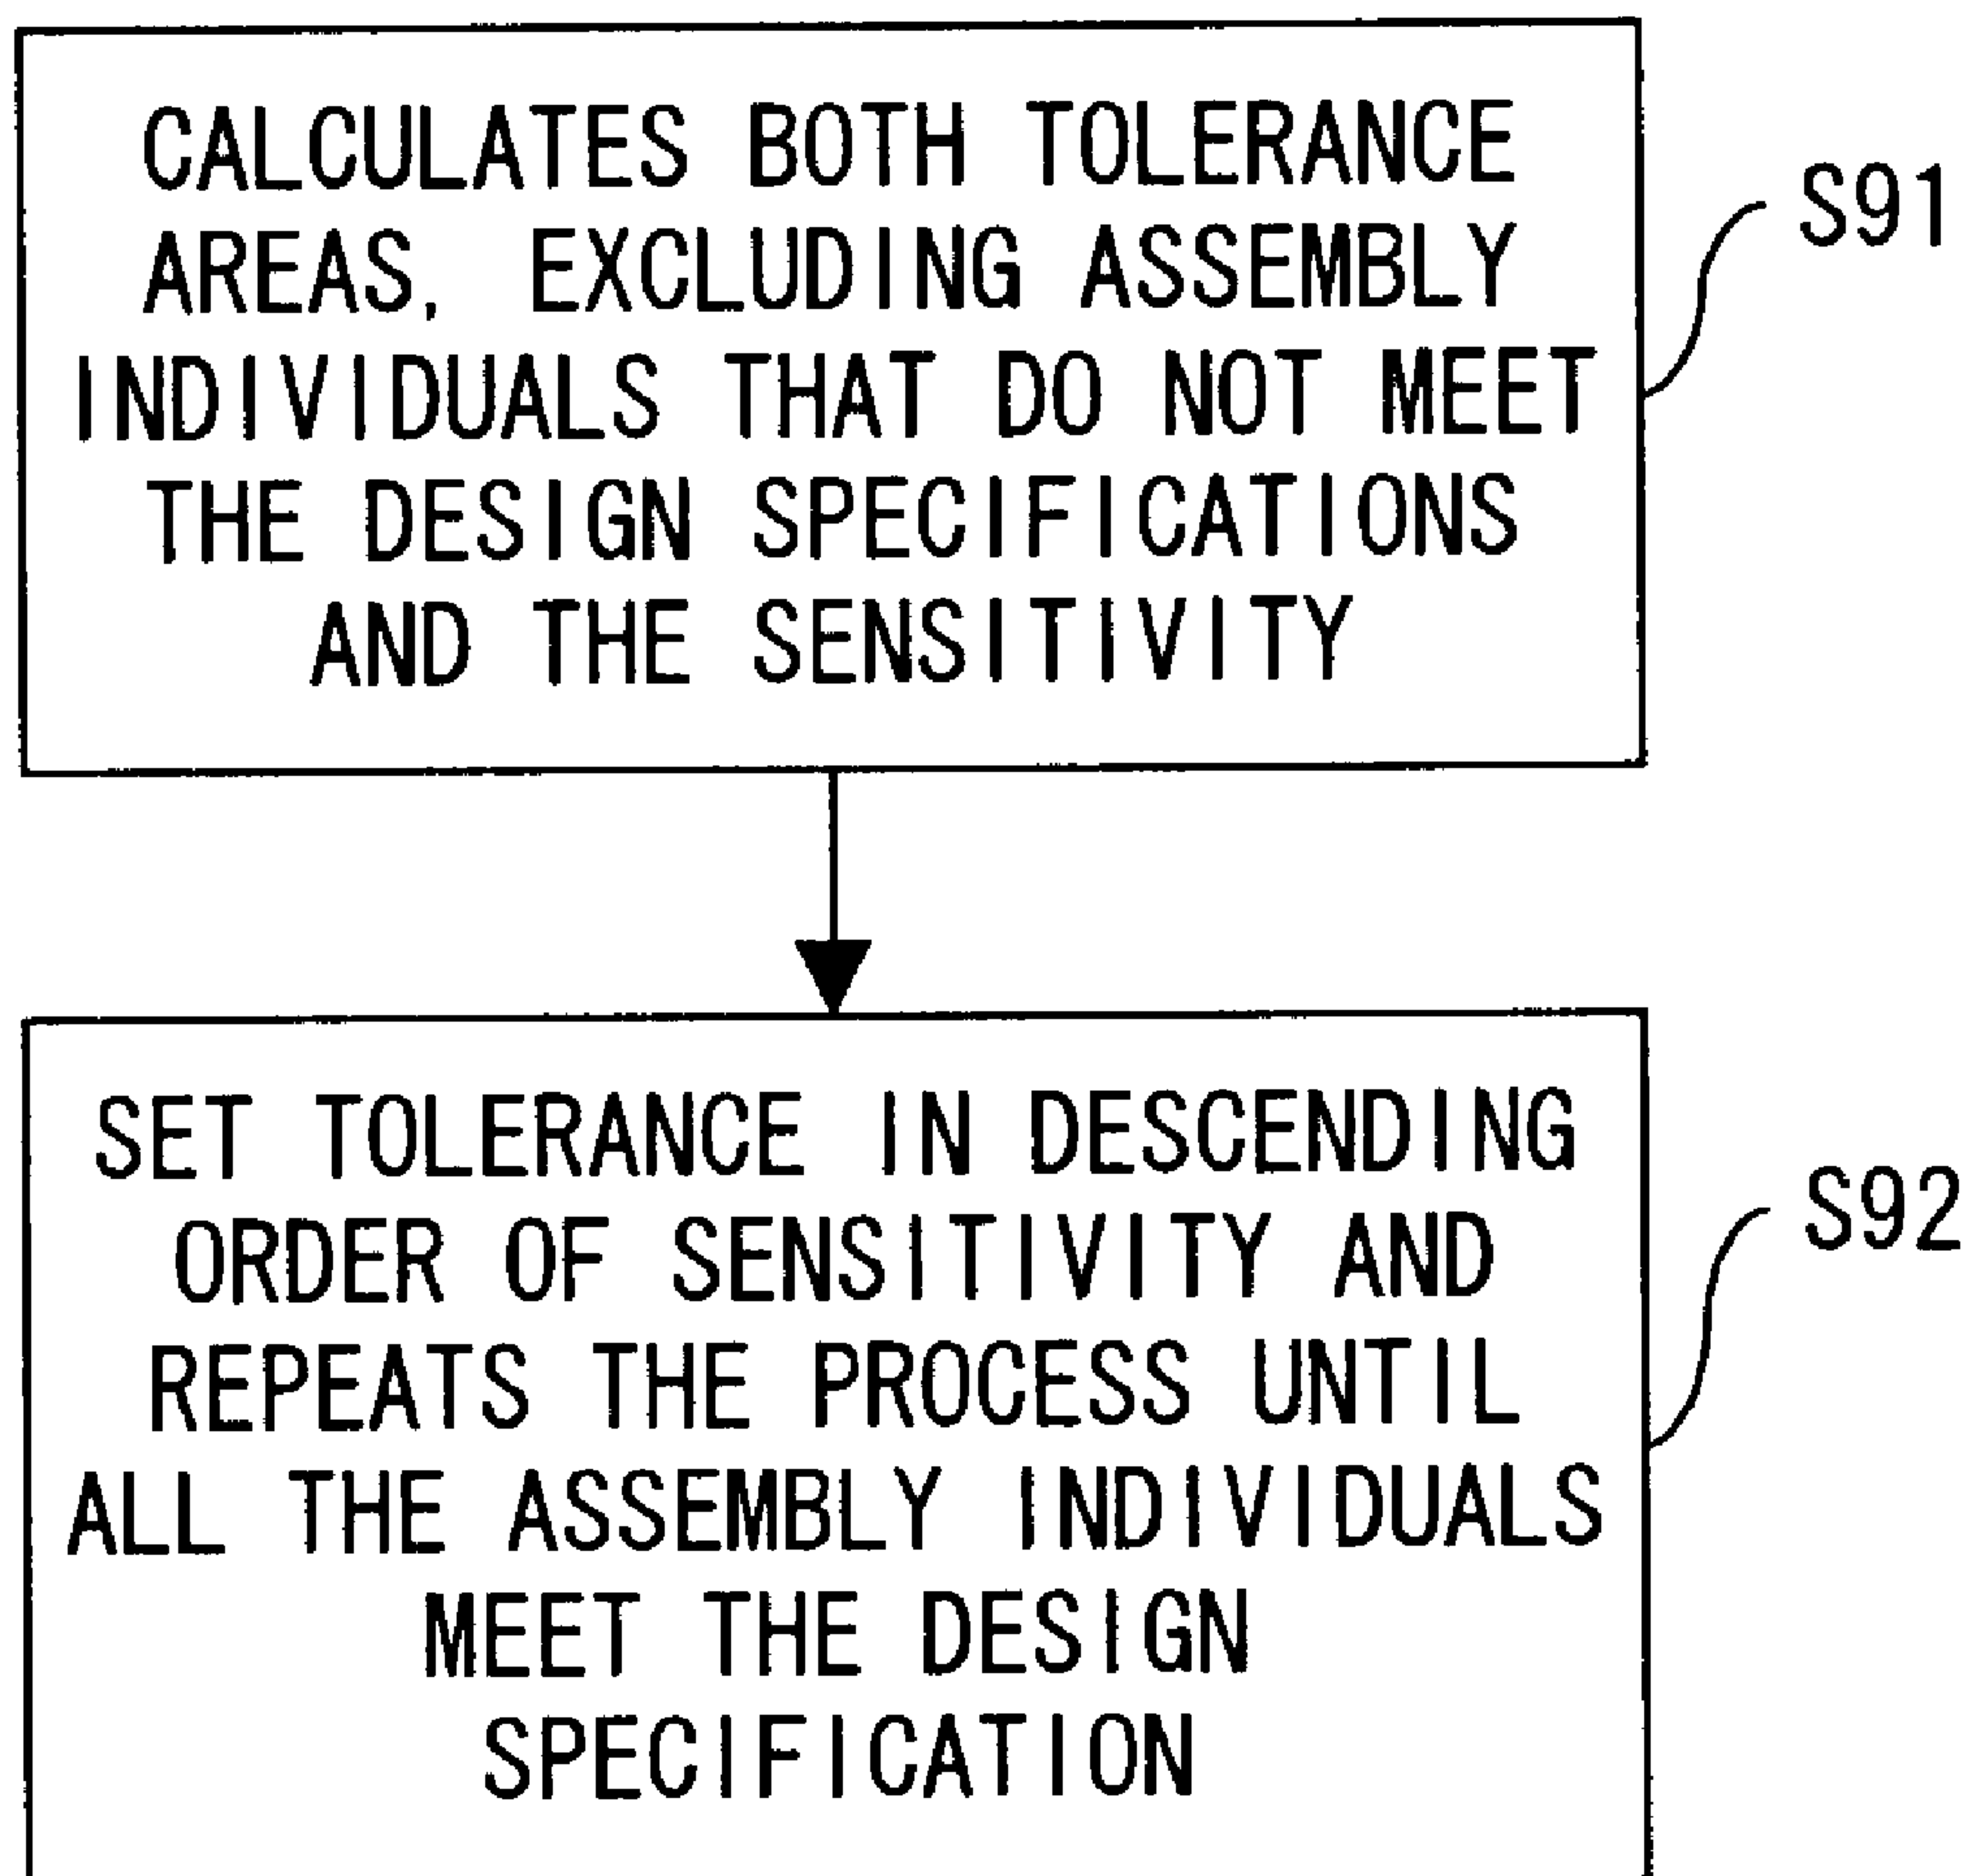 CALCULATES BOTH TOLERANCE
AREAS, EXCLUDING ASSEMBLY
INDIVIDUALS THAT DO NOT MEET
THE DESIGN SPECIFICATIONS
AND THE SENSITIVITY
S91
SET TOLERANCE IN DESCENDING
ORDER OF SENSITIVITY AND
REPEATS THE PROCESS UNTIL
ALL THE ASSEMBLY INDIVIDUALS
MEET THE DESIGN
SPECIFICATION
S92